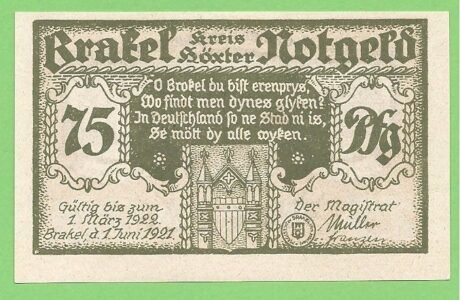 Brakel Kreis Höxter Notgeld
O Brokel du bist erenprys,
Wo findt men dynes glyken?
In Deutschland so ne Stad ni is,
Se mött dy alle wyken.
75 Pfg
Gültig bis zum
1. März 1922.
Brakel, d. 1. Juni 1921
Der Magistrat
Müller